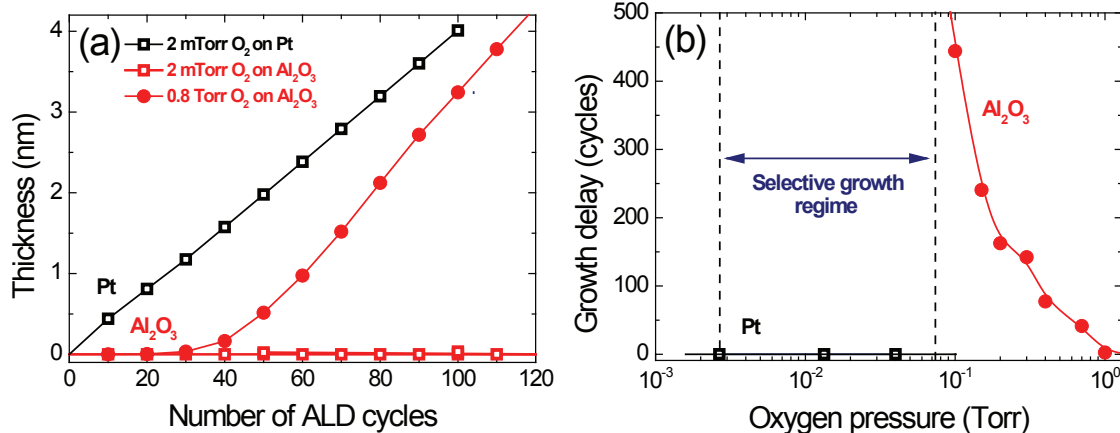 (a)
2 mTorr O₂ on Pt
2 mTorr O₂ on Al₂O₃
0.8 Torr O₂ on Al₂O₃
Pt
Al₂O₃
4
3
2
1
0
Thickness (nm)
0 20 40 60 80 100 120
Number of ALD cycles
(b)
Al₂O₃
Selective growth
regime
Pt
500
400
300
200
100
0
Growth delay (cycles)
10⁻³ 10⁻² 10⁻¹ 10⁰
Oxygen pressure (Torr)